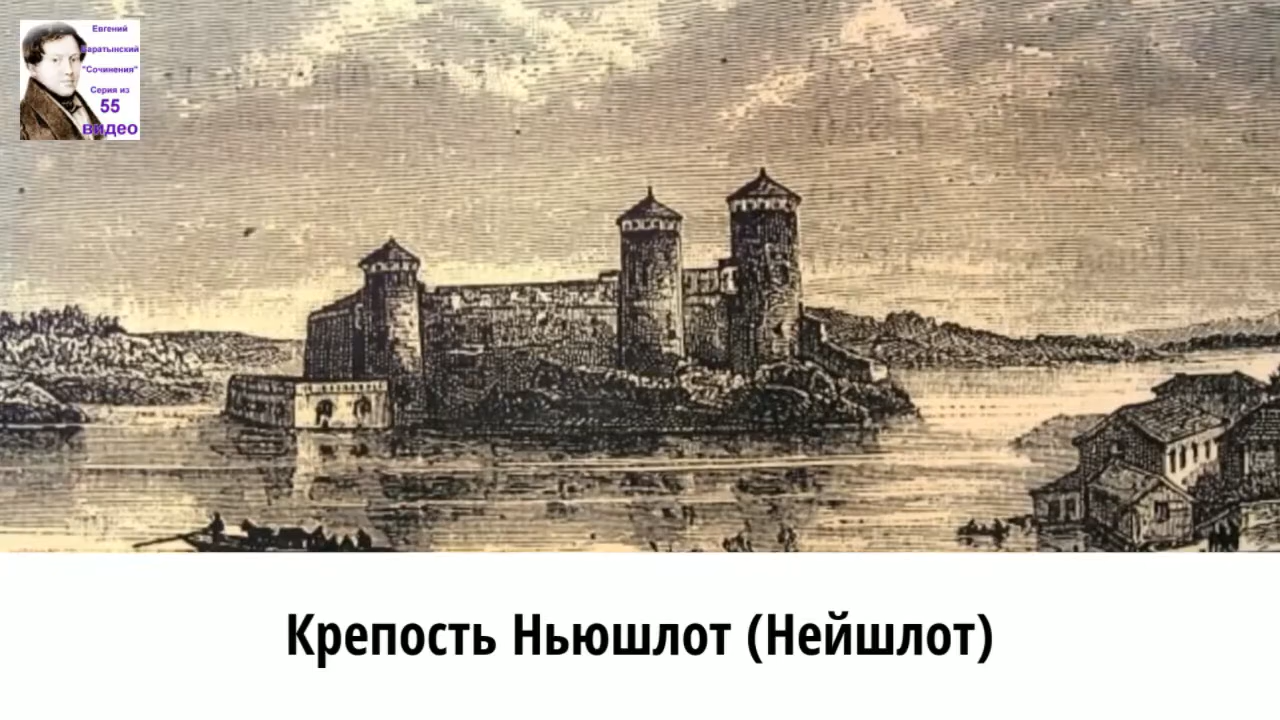 Евгений
Баратынский
"Сочинения"
Серия из
55
видео
Крепость Ньюшлот (Нейшлот)